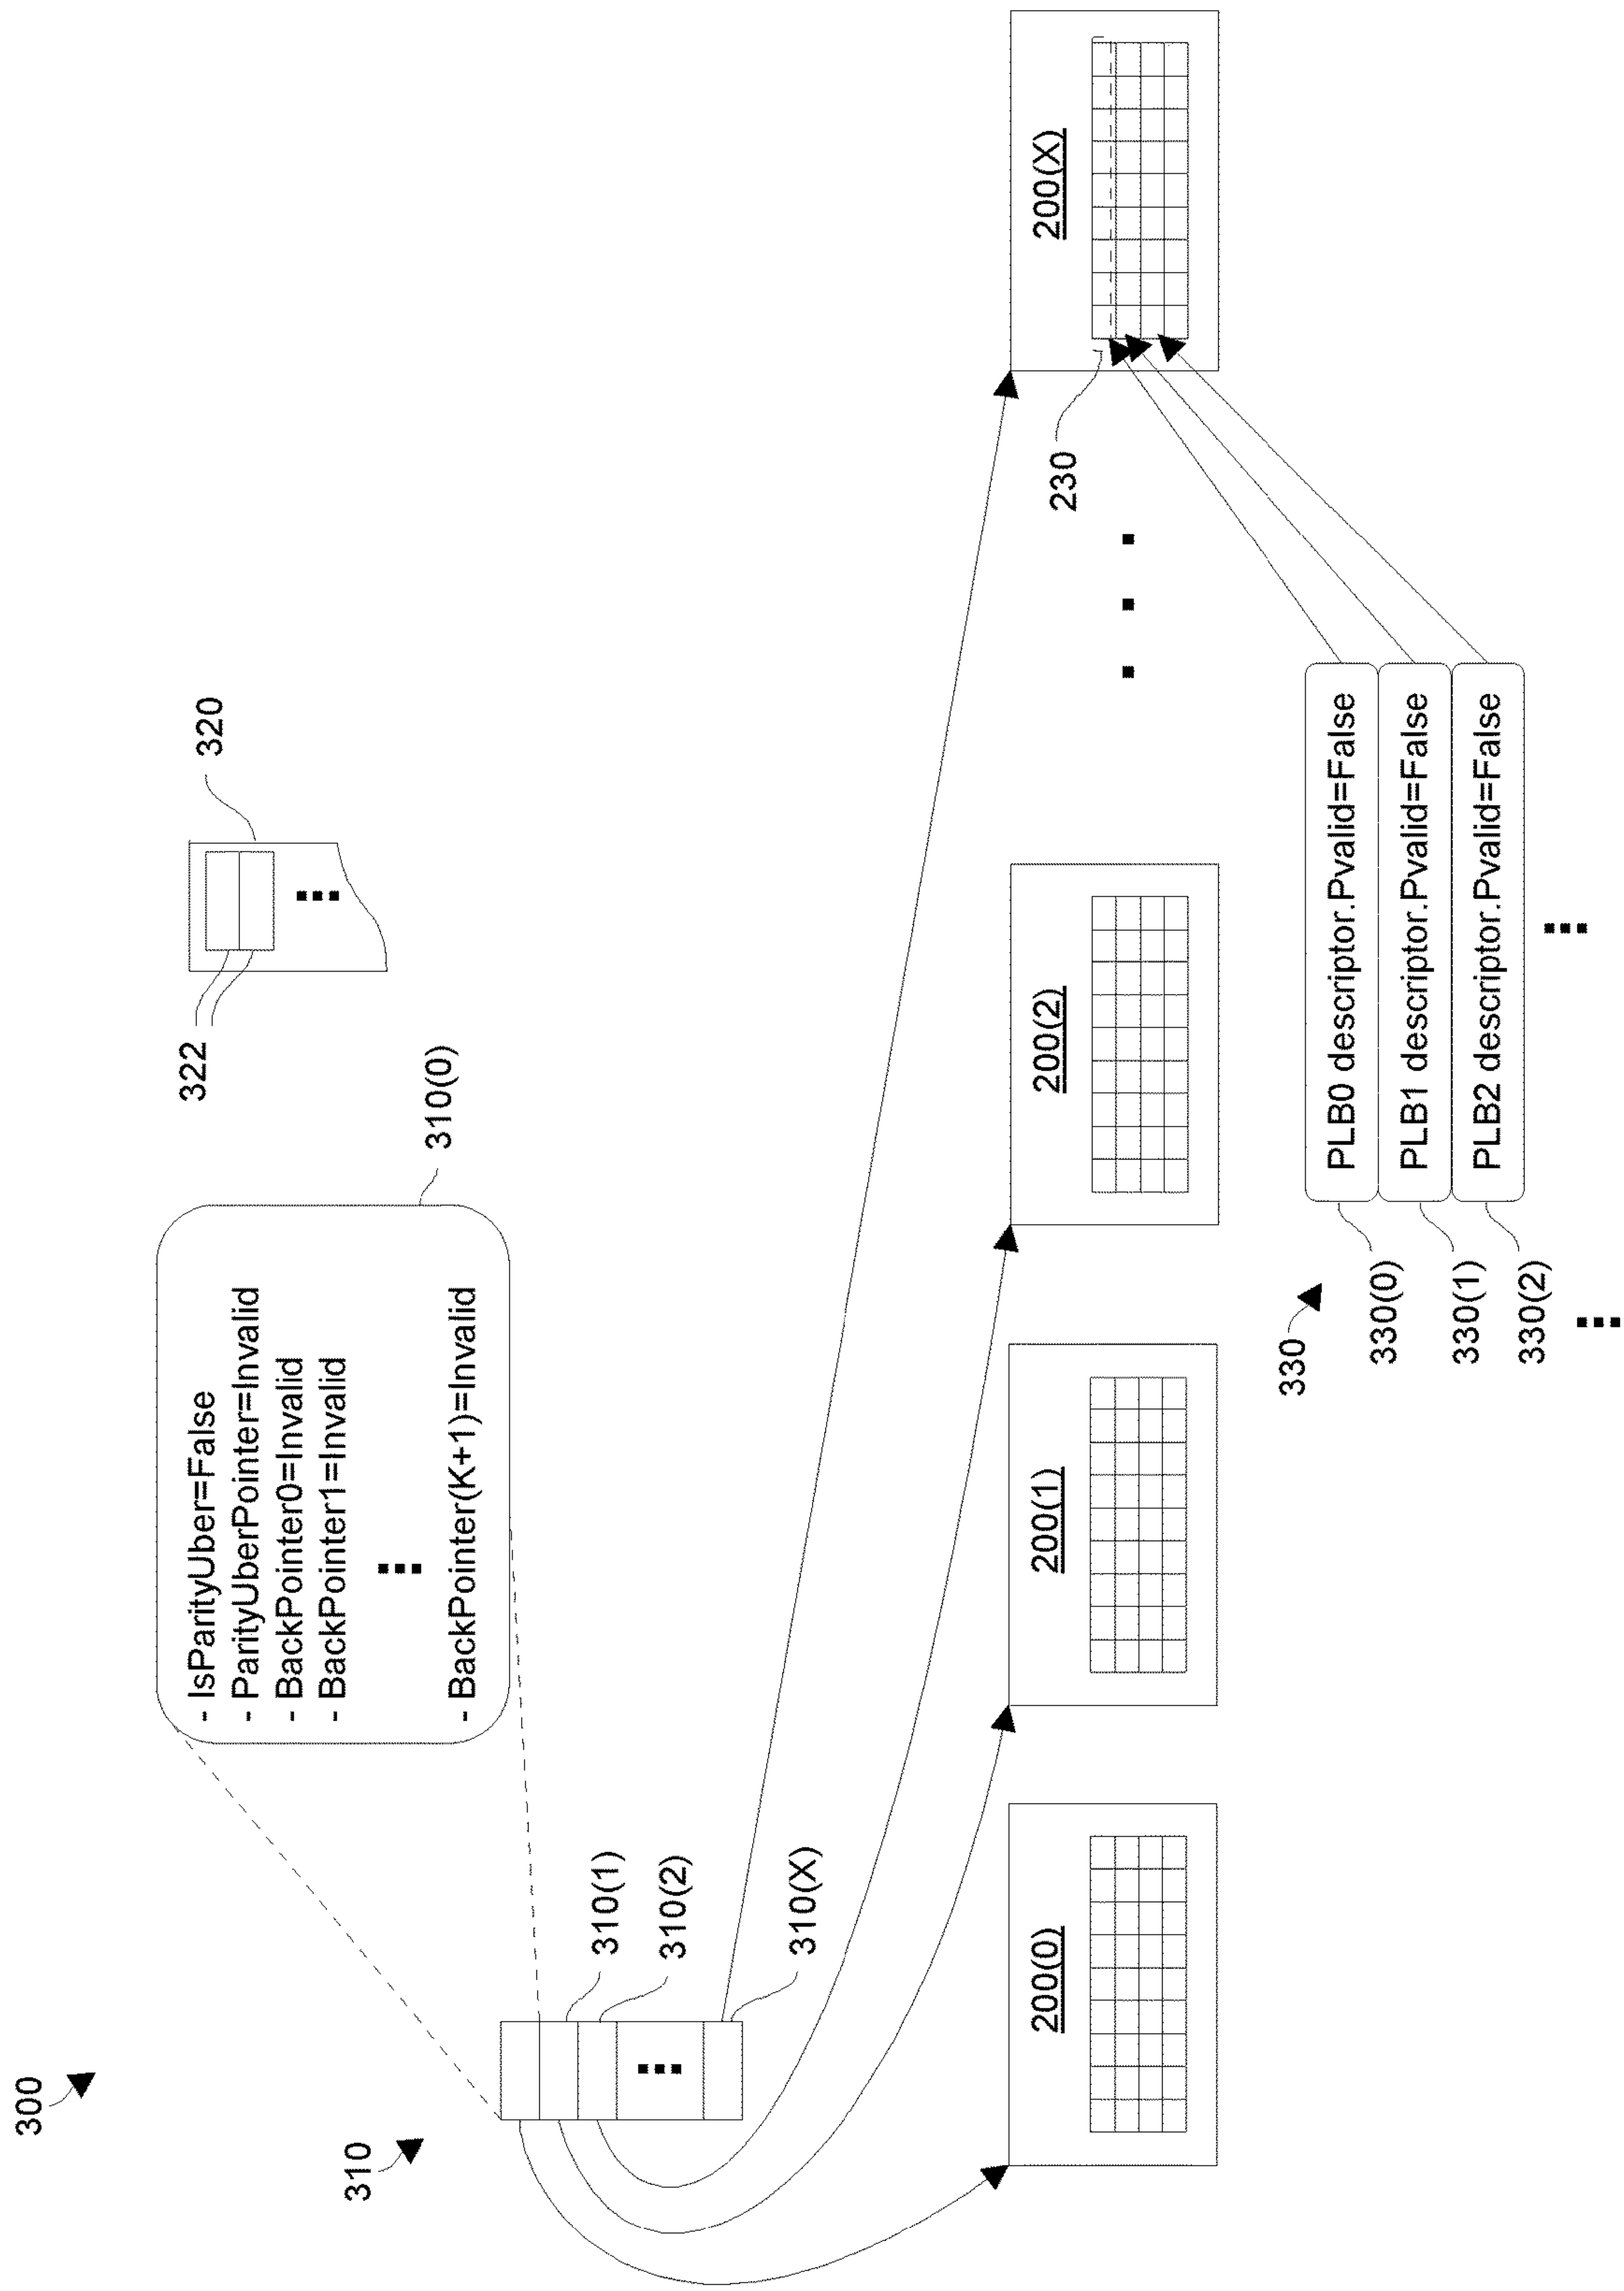 300
310
- IsParityUber=False
- ParityUberPointer=Invalid
- BackPointer0=Invalid
- BackPointer1=Invalid
- BackPointer(K+1)=Invalid
310(0)
322
320
310(1)
310(2)
310(X)
200(0)
200(1)
200(2)
200(X)
230
330
330(0)
PLB0 descriptor.Pvalid=False
330(1)
PLB1 descriptor.Pvalid=False
330(2)
PLB2 descriptor.Pvalid=False